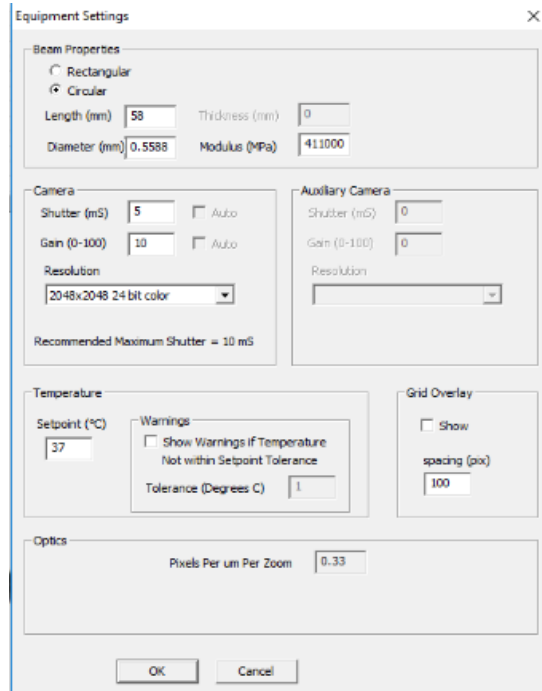 Equipment Settings
Beam Properties
Rectangular
Circular
Length (mm) 58 Thickness (mm) 0
Diameter (mm) 0.5588 Modulus (MPa) 411000
Camera
Shutter (mS) 5 Auto
Gain (0-100) 10 Auto
Resolution
2048x2048 24 bit color
Recommended Maximum Shutter = 10 mS
Auxiliary Camera
Shutter (mS) 0
Gain (0-100) 0
Resolution
Temperature
Setpoint (°C)
37
Warnings
Show Warnings if Temperature
Not within Setpoint Tolerance
Tolerance (Degrees C) 1
Grid Overlay
Show
spacing (pix)
100
Optics
Pixels Per um Per Zoom 0.33
OK Cancel